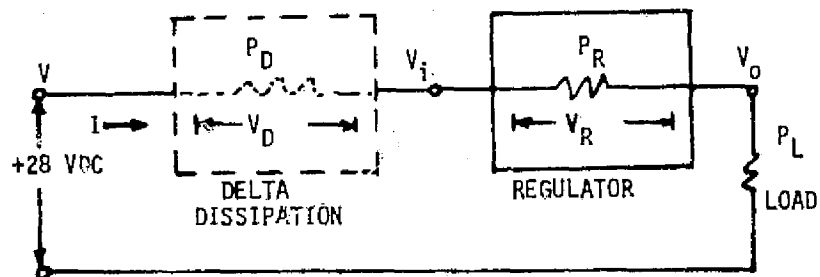 P_D
P_R
V
V_i
V_o
I
V_D
V_R
P_L
+28 VDC
LOAD
DELTA
DISSIPATION
REGULATOR